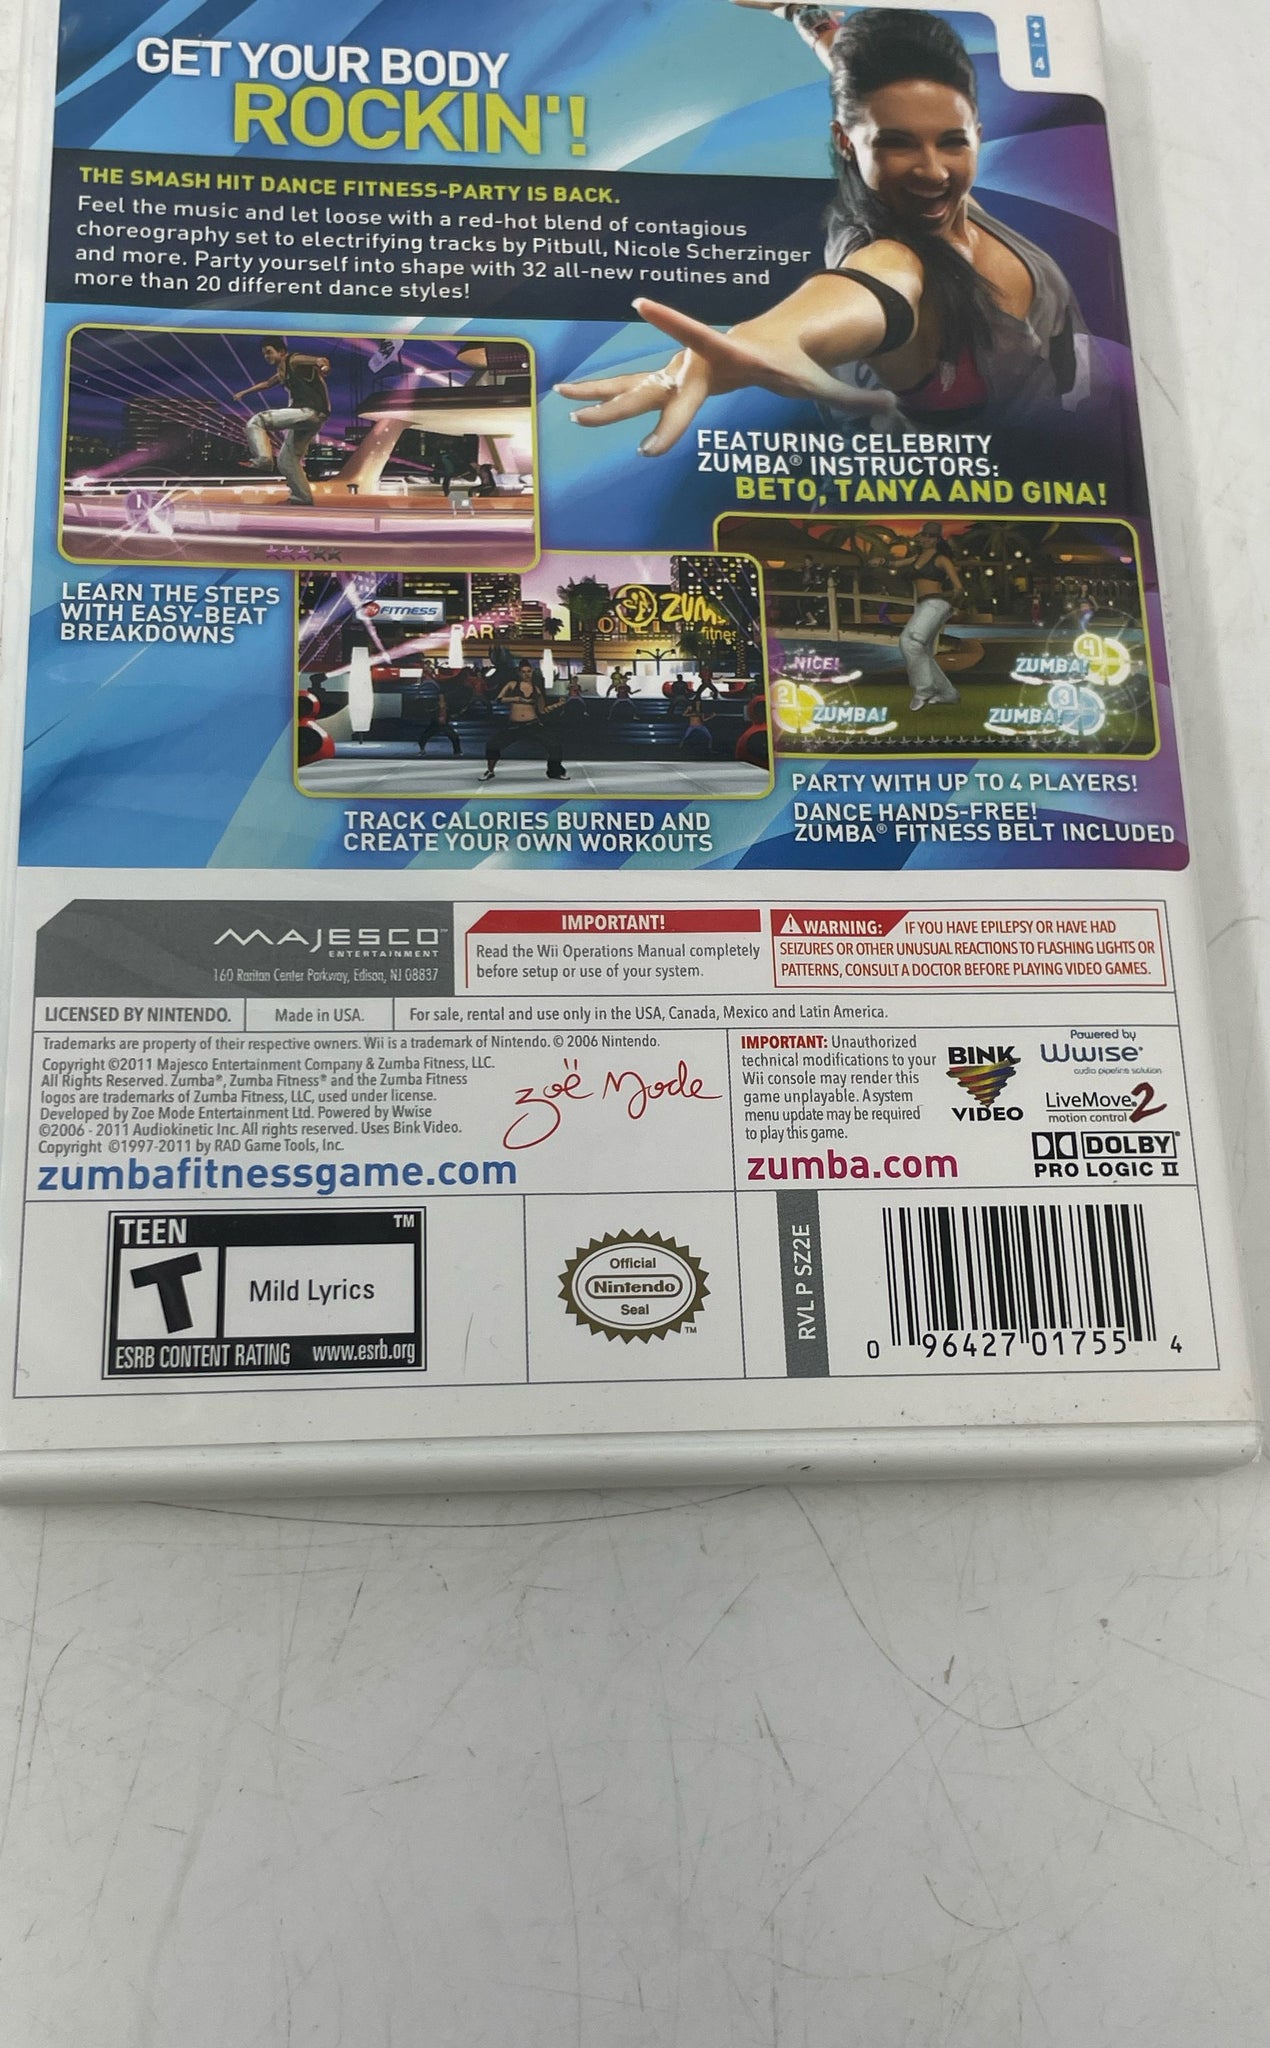 GET YOUR BODY
ROCKIN'!
4
THE SMASH HIT DANCE FITNESS-PARTY IS BACK.
Feel the music and let loose with a red-hot blend of contagious
choreography set to electrifying tracks by Pitbull, Nicole Scherzinger
and more. Party yourself into shape with 32 all-new routines and
more than 20 different dance styles!
FEATURING CELEBRITY
ZUMBA® INSTRUCTORS:
BETO, TANYA AND GINA!
LEARN THE STEPS
WITH EASY-BEAT
BREAKDOWNS
FITNESS
BAR
fitnes
NICE!
ZUMBA!
4
2
ZUMBA!
ZUMBA!
3
TRACK CALORIES BURNED AND
CREATE YOUR OWN WORKOUTS
PARTY WITH UP TO 4 PLAYERS!
DANCE HANDS-FREE!
ZUMBA® FITNESS BELT INCLUDED
MAJESCO™
ENTERTAINMENT
160 Raritan Center Parkway, Edison, NJ 08837
IMPORTANT!
Read the Wii Operations Manual completely
before setup or use of your system.
WARNING: IF YOU HAVE EPILEPSY OR HAVE HAD
SEIZURES OR OTHER UNUSUAL REACTIONS TO FLASHING LIGHTS OR
PATTERNS, CONSULT A DOCTOR BEFORE PLAYING VIDEO GAMES.
LICENSED BY NINTENDO.
Made in USA.
For sale, rental and use only in the USA, Canada, Mexico and Latin America.
Trademarks are property of their respective owners. Wii is a trademark of Nintendo. © 2006 Nintendo.
Copyright ©2011 Majesco Entertainment Company & Zumba Fitness, LLC.
All Rights Reserved. Zumba®, Zumba Fitness® and the Zumba Fitness
logos are trademarks of Zumba Fitness, LLC, used under license.
Developed by Zoe Mode Entertainment Ltd. Powered by Wwise
©2006 - 2011 Audiokinetic Inc. All rights reserved. Uses Bink Video.
Copyright ©1997-2011 by RAD Game Tools, Inc.
zoë Mode
zumbafitnessgame.com
IMPORTANT: Unauthorized
technical modifications to your
Wii console may render this
game unplayable. A system
menu update may be required
to play this game.
zumba.com
BINK
VIDEO
Powered by
Wwise
audio pipeline solution
LiveMove 2
motion control
DOLBY
PRO LOGIC II
TEEN
TM
T
Mild Lyrics
ESRB CONTENT RATING www.esrb.org
Official
Nintendo
Seal
TM
RVL P SZ2E
0 96427 01755 4